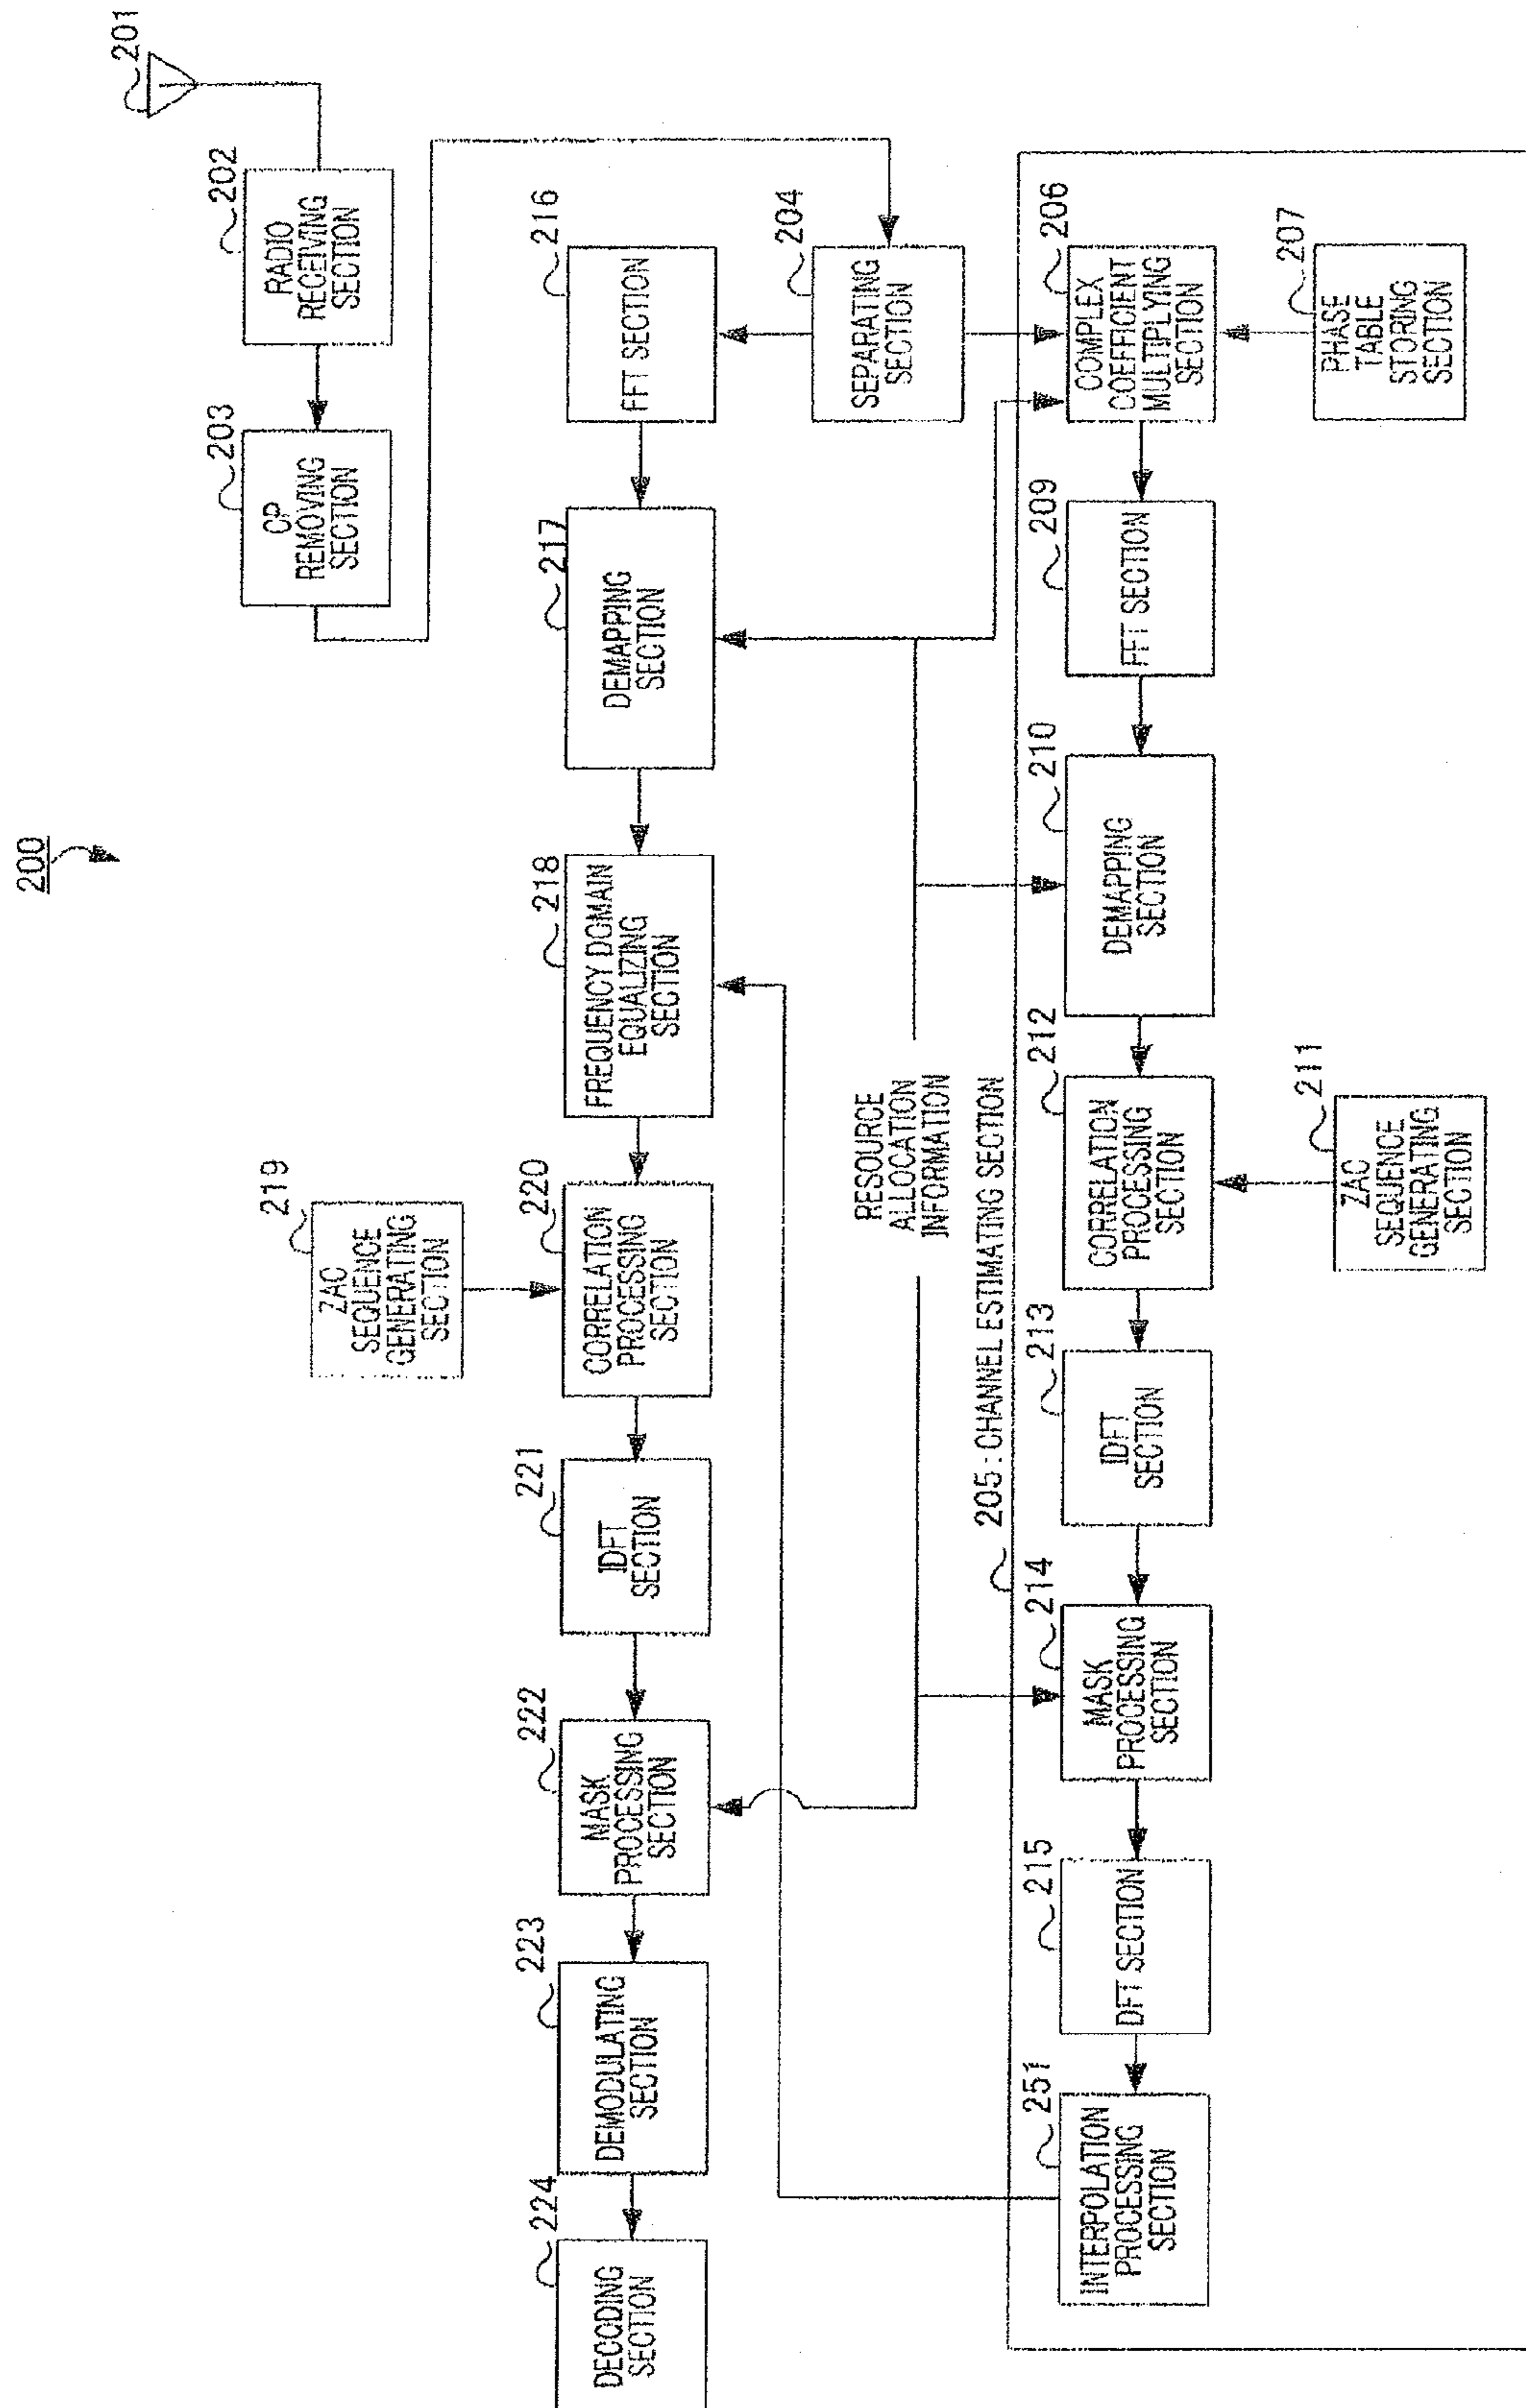 200
201
202
RADIO
RECEIVING
SECTION
203
CP
REMOVING
SECTION
216
FFT SECTION
217
DEMAPPING
SECTION
218
FREQUENCY DOMAIN
EQUALIZING
SECTION
219
ZAC
SEQUENCE
GENERATING
SECTION
220
CORRELATION
PROCESSING
SECTION
221
IDFT
SECTION
222
MASK
PROCESSING
SECTION
223
DEMODULATING
SECTION
224
DECODING
SECTION
204
SEPARATING
SECTION
RESOURCE
ALLOCATION
INFORMATION
205 : CHANNEL ESTIMATING SECTION
206
COMPLEX
COEFFICIENT
MULTIPLYING
SECTION
207
PHASE
TABLE
STORING
SECTION
209
FFT SECTION
210
DEMAPPING
SECTION
212
CORRELATION
PROCESSING
SECTION
211
ZAC
SEQUENCE
GENERATING
SECTION
213
IDFT
SECTION
214
MASK
PROCESSING
SECTION
215
DFT SECTION
251
INTERPOLATION
PROCESSING
SECTION